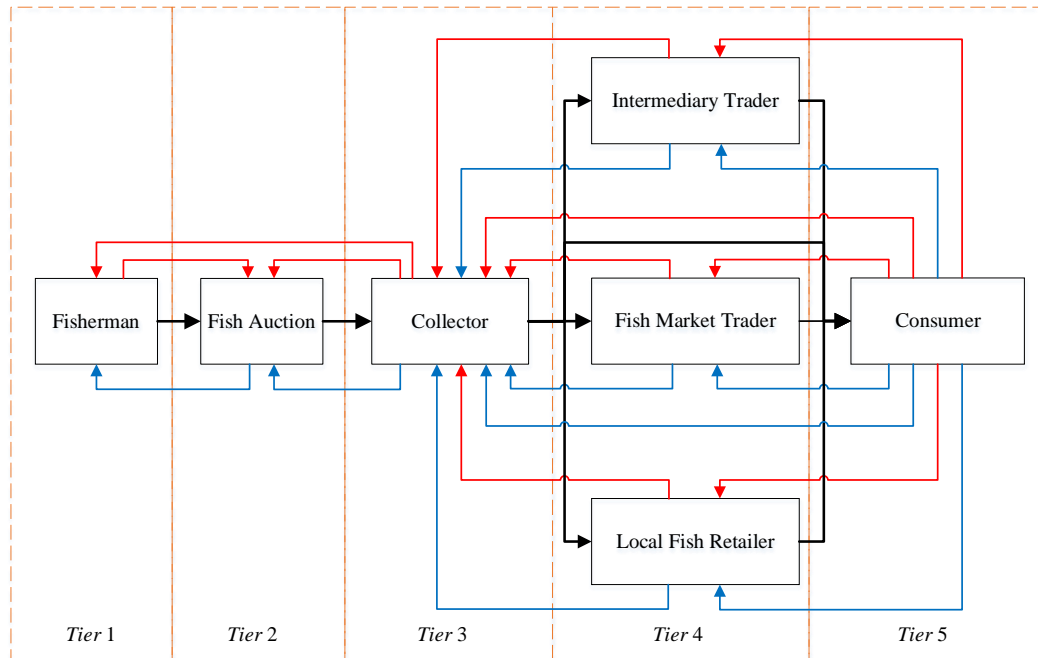 Intermediary Trader
Fisherman
Fish Auction
Collector
Fish Market Trader
Consumer
Local Fish Retailer
Tier 1
Tier 2
Tier 3
Tier 4
Tier 5